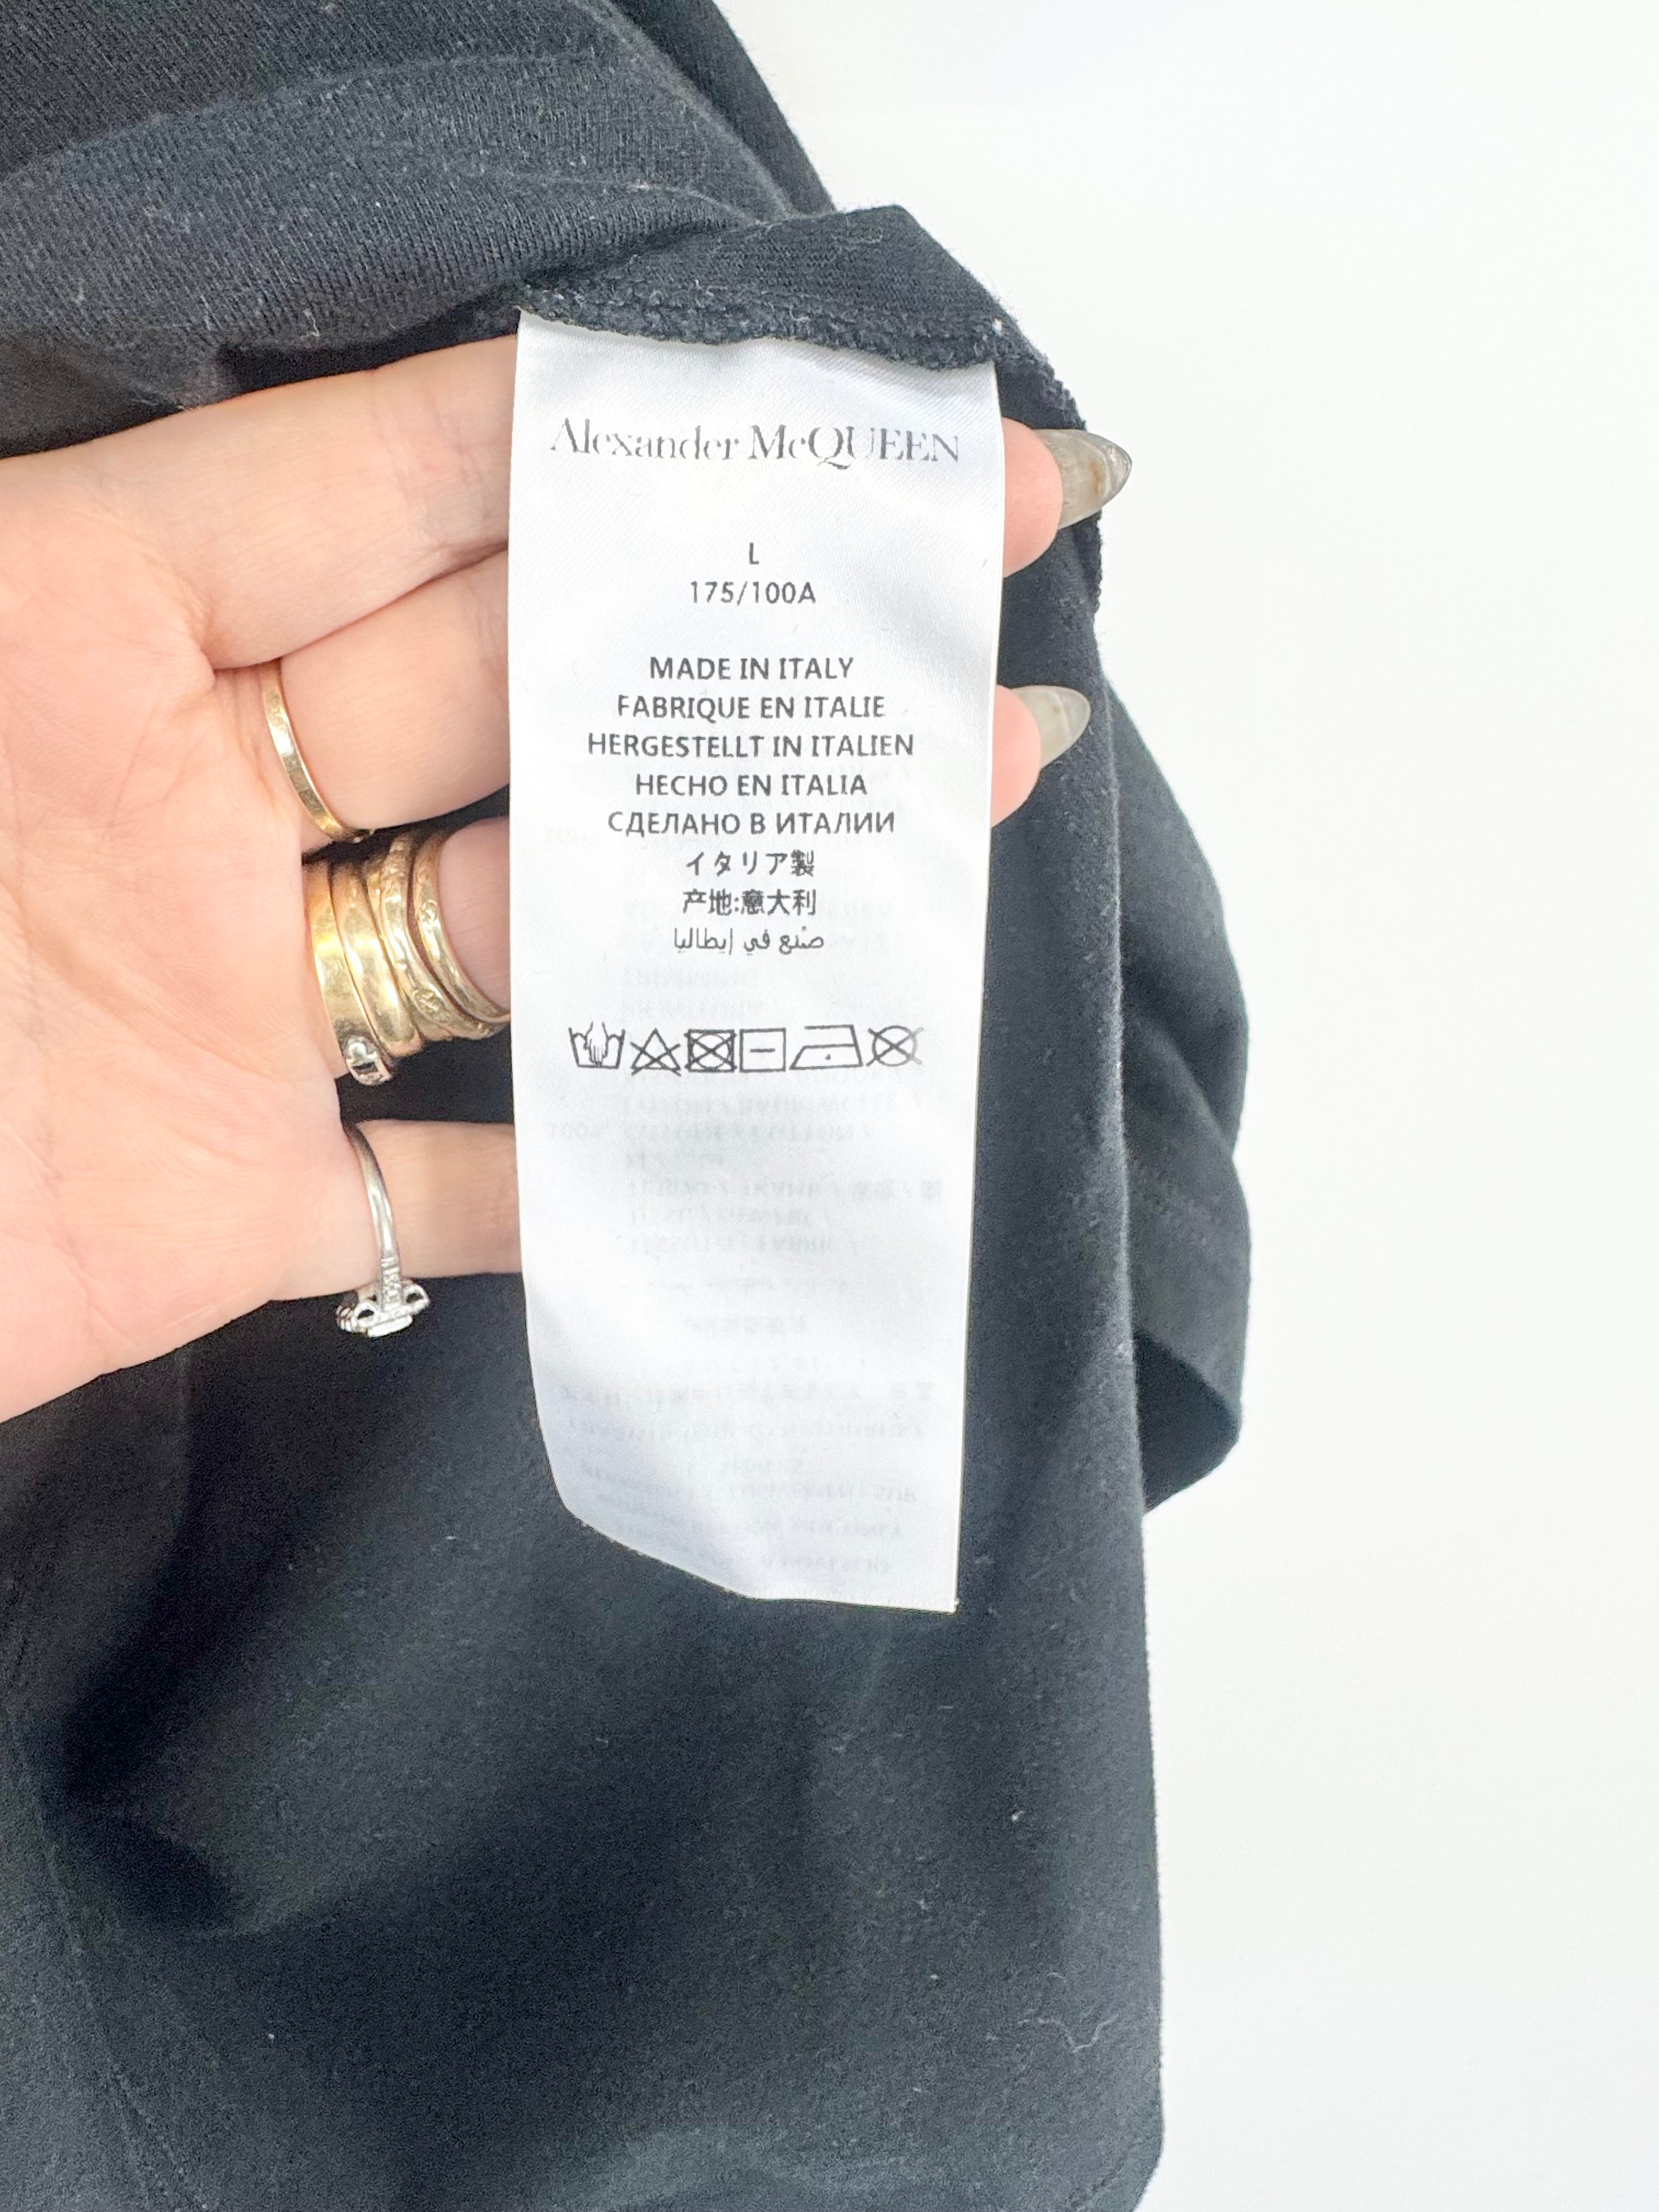 Alexander McQUEEN
L
175/100A
MADE IN ITALY
FABRIQUE EN ITALIE
HERGESTELLT IN ITALIEN
HECHO EN ITALIA
СДЕЛАНО В ИТАЛИИ
イタリア製
产地:意大利
صُنع في إيطاليا